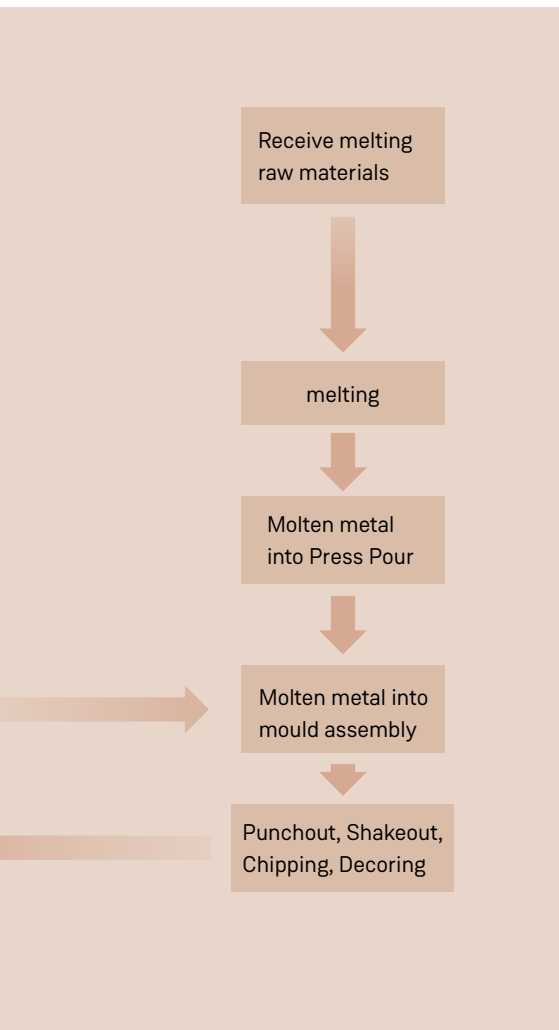 Receive melting
raw materials
melting
Molten metal
into Press Pour
Molten metal into
mould assembly
Punchout, Shakeout,
Chipping, Decoring